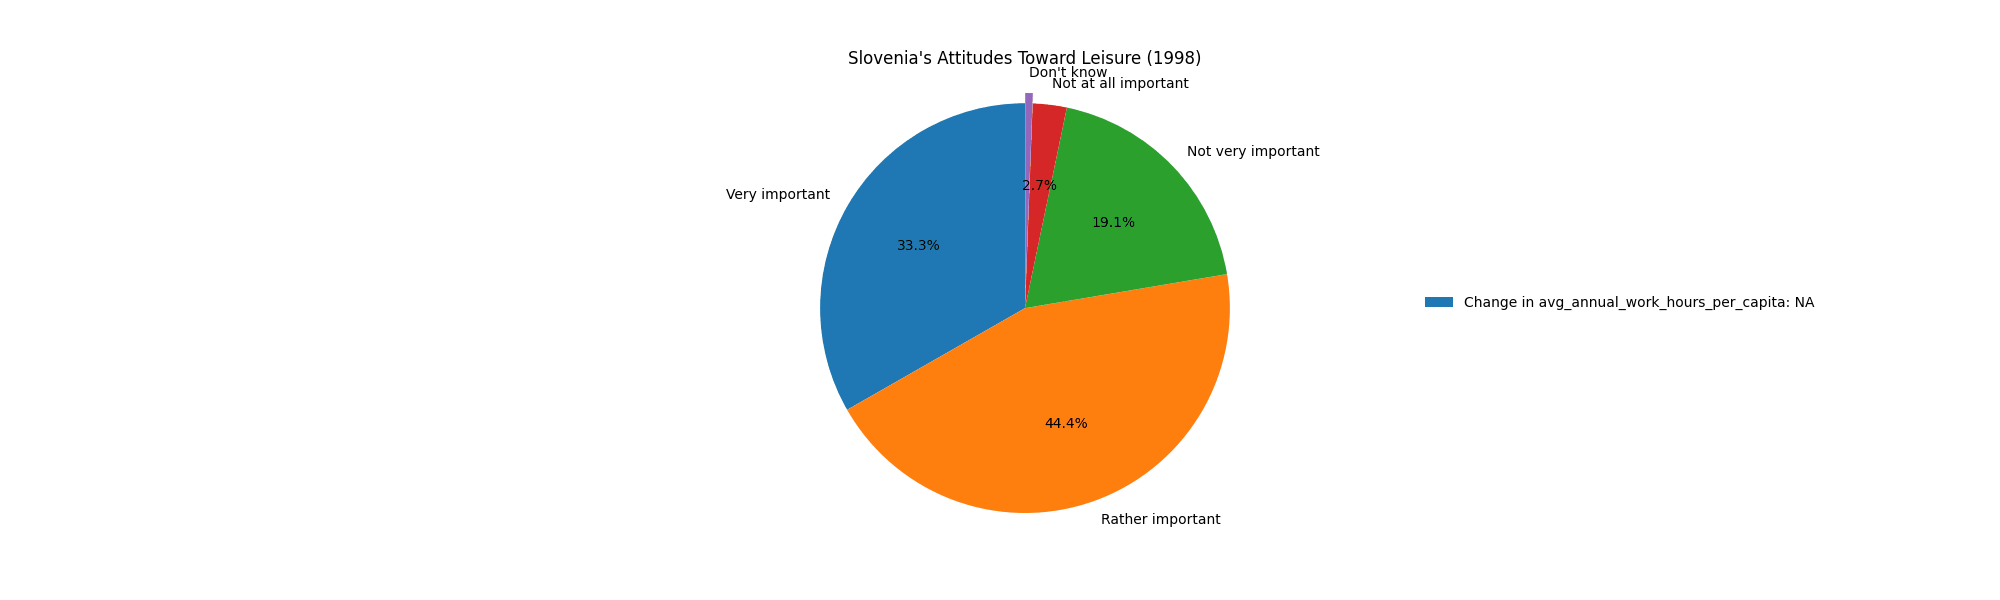 Slovenia's Attitudes Toward Leisure (1998)
Don't know
Not at all important
Not very important
2.7%
Very important
19.1%
33.3%
Change in avg_annual_work_hours_per_capita: NA
44.4%
Rather important